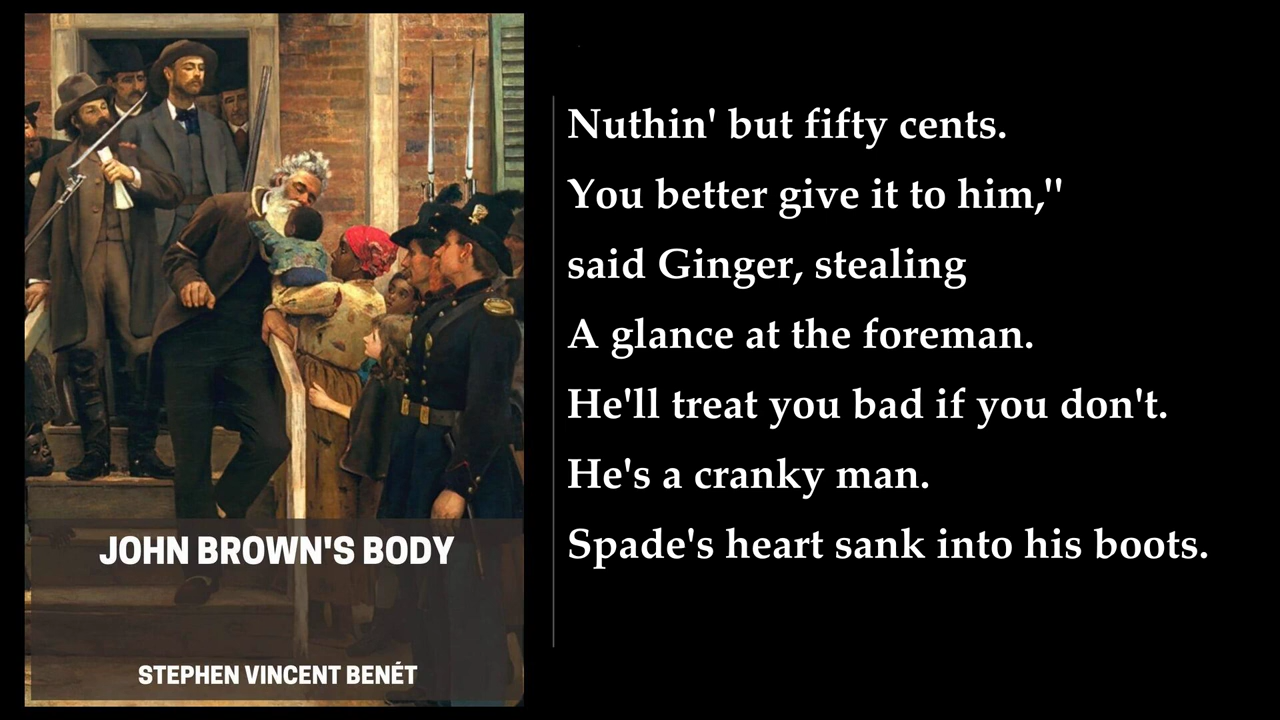 JOHN BROWN'S BODY
STEPHEN VINCENT BENÉT
Nuthin' but fifty cents.
You better give it to him,"
said Ginger, stealing
A glance at the foreman.
He'll treat you bad if you don't.
He's a cranky man.
Spade's heart sank into his boots.